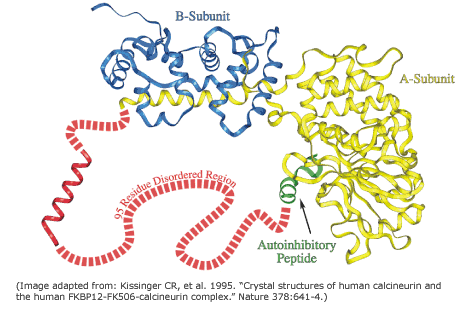 B-Subunit
A-Subunit
95 Residue Disordered Region
Autoinhibitory
Peptide
(Image adapted from: Kissinger CR, et al. 1995. “Crystal structures of human calcineurin and
the human FKBP12-FK506-calcineurin complex.” Nature 378:641-4.)